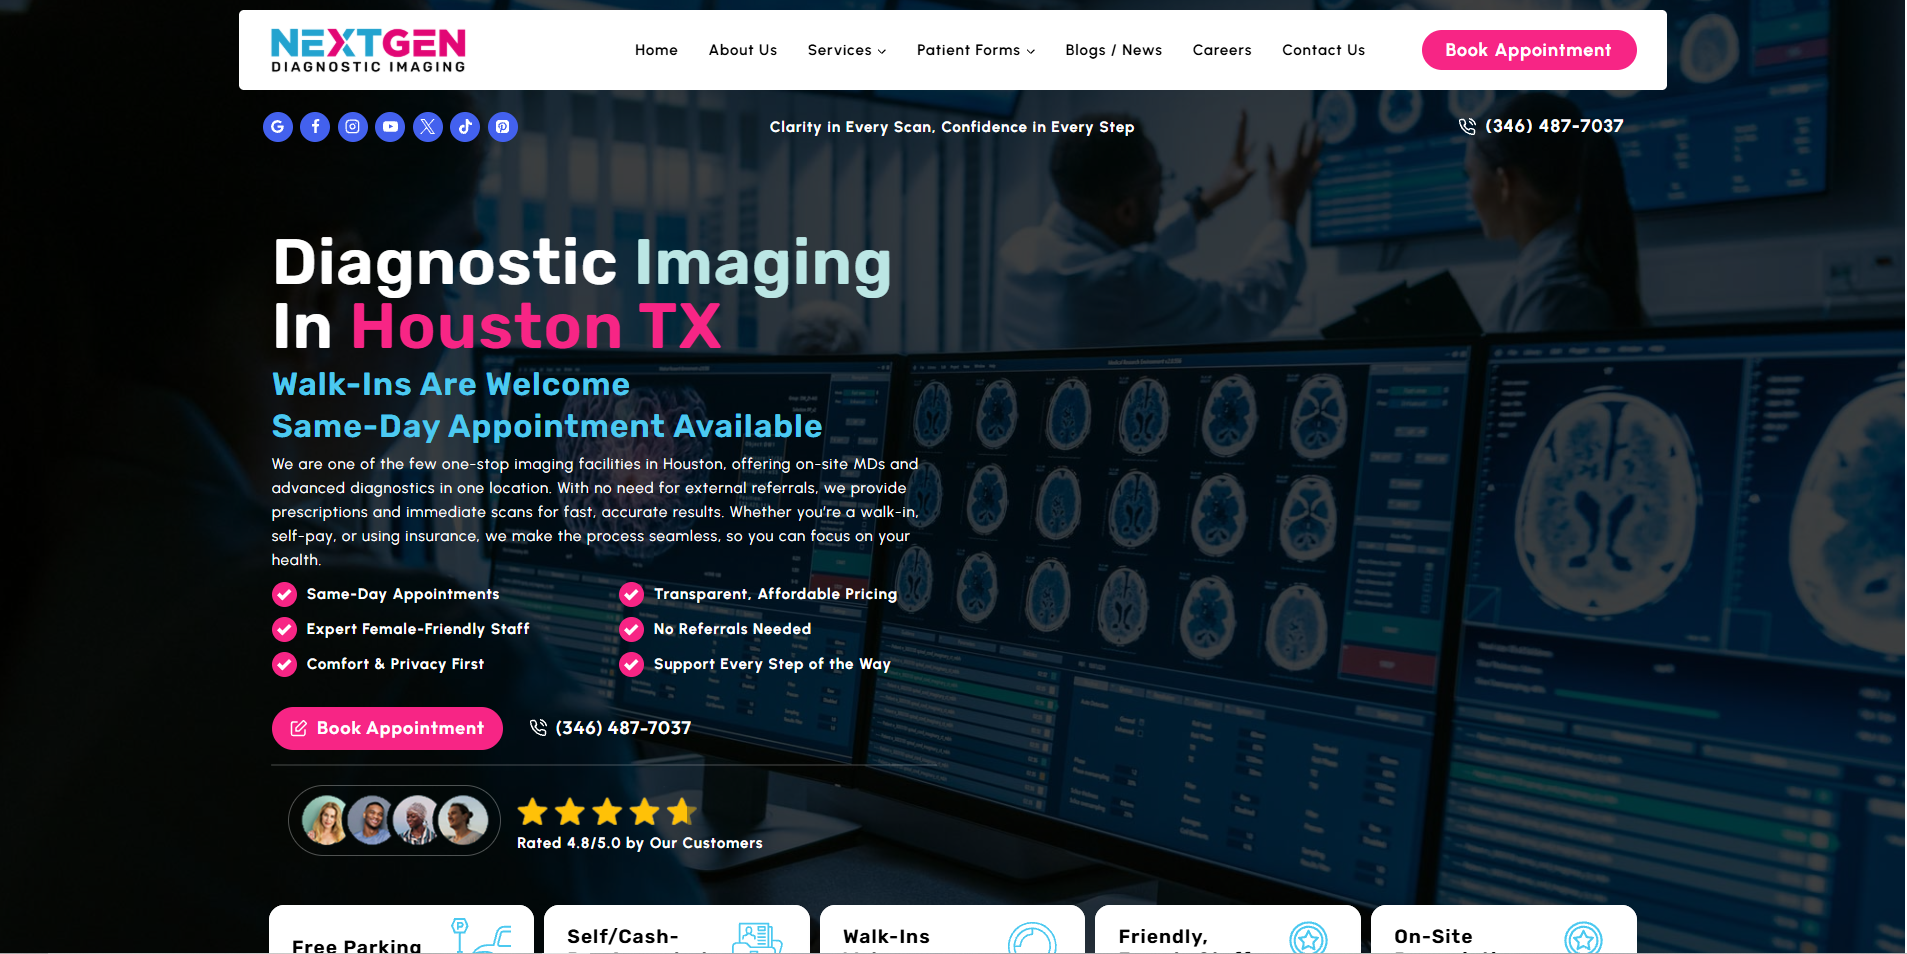 NEXTGEN
DIAGNOSTIC IMAGING
Home
About Us
Services
Patient Forms
Blogs / News
Careers
Contact Us
Book Appointment
Clarity in Every Scan, Confidence in Every Step
(346) 487-7037
Diagnostic Imaging
In Houston TX
Walk-Ins Are Welcome
Same-Day Appointment Available
We are one of the few one-stop imaging facilities in Houston, offering on-site MDs and
advanced diagnostics in one location. With no need for external referrals, we provide
prescriptions and immediate scans for fast, accurate results. Whether you're a walk-in,
self-pay, or using insurance, we make the process seamless, so you can focus on your
health.
Same-Day Appointments
Transparent, Affordable Pricing
Expert Female-Friendly Staff
No Referrals Needed
Comfort & Privacy First
Support Every Step of the Way
Book Appointment
(346) 487-7037
Rated 4.8/5.0 by Our Customers
Free Parking
Self/Cash-
Walk-Ins
Friendly,
On-Site